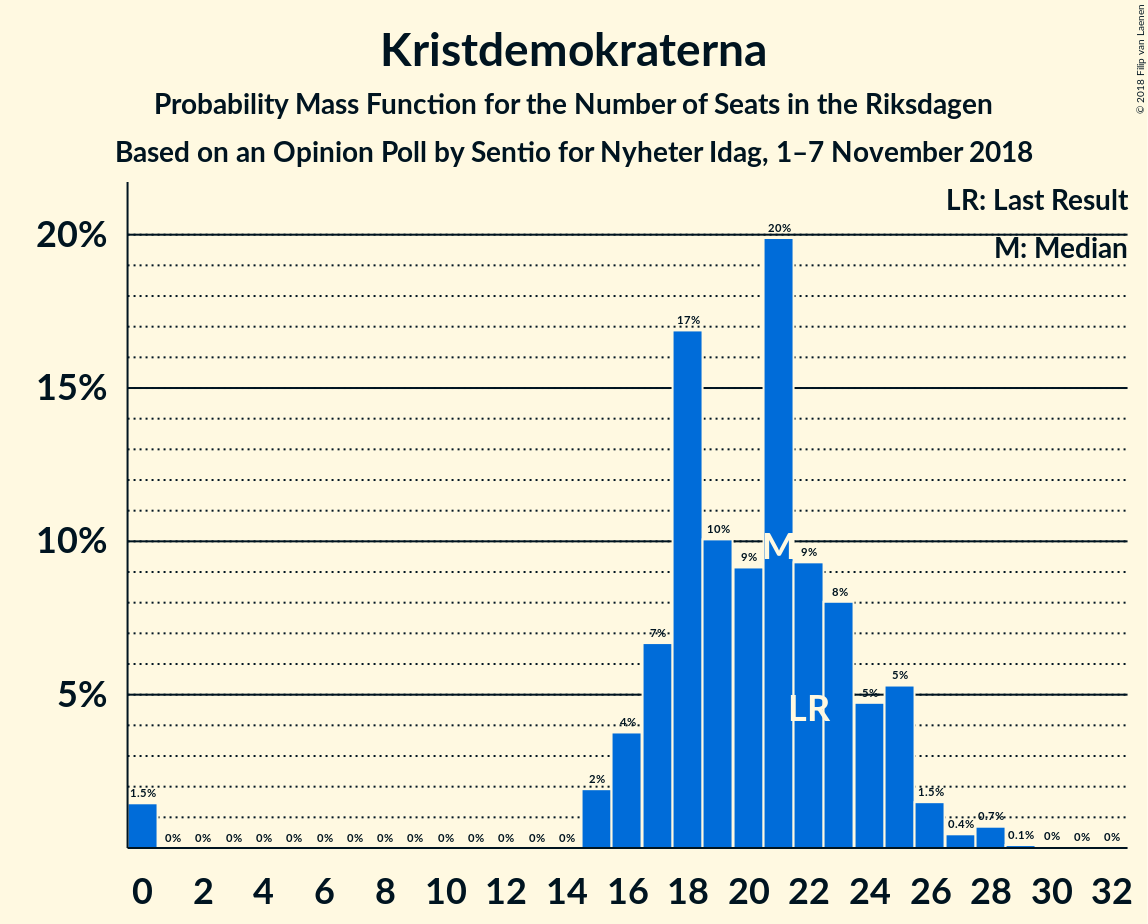 Kristdemokraterna
Probability Mass Function for the Number of Seats in the Riksdagen
Based on an Opinion Poll by Sentio for Nyheter Idag, 1–7 November 2018
© 2018 Filip van Laenen
LR: Last Result
M: Median
20%
15%
10%
5%
1.5% 0% 0% 0% 0% 0% 0% 0% 0% 0% 0% 0% 0% 0% 0% 2% 4% 7% 17% 10% 9% 20% 9% 8% 5% 5% 1.5% 0.4% 0.7% 0.1% 0% 0% 0%
M
LR
0 2 4 6 8 10 12 14 16 18 20 22 24 26 28 30 32